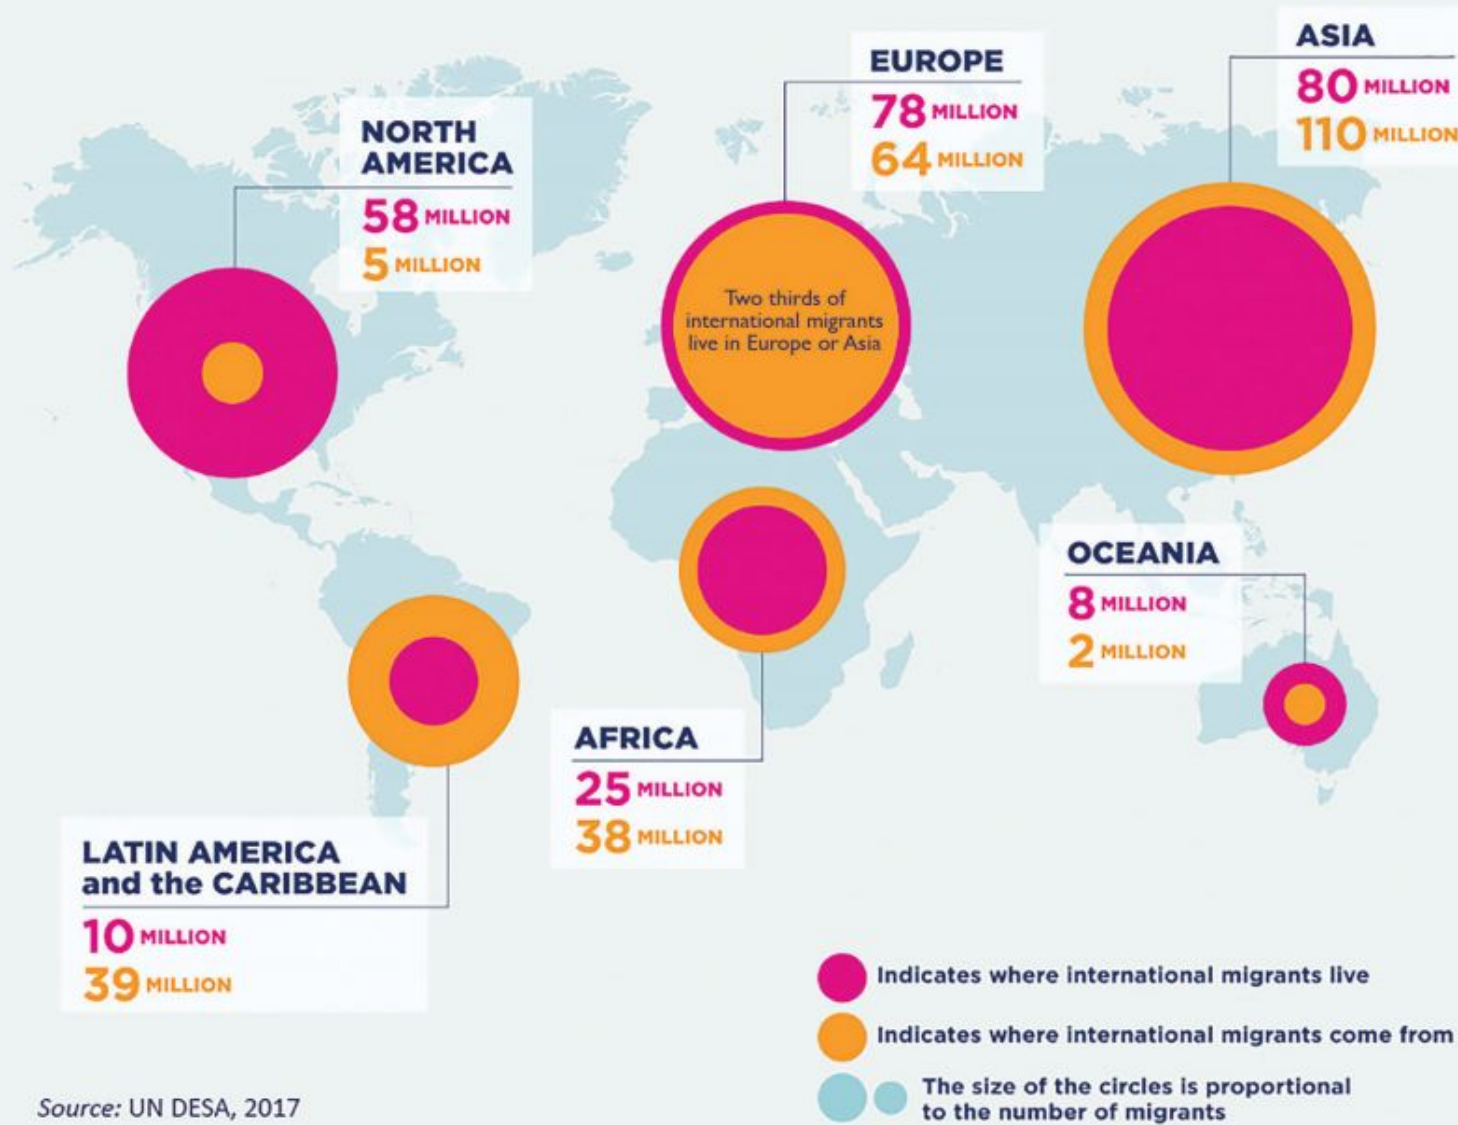 NORTH
AMERICA
58 MILLION
5 MILLION
EUROPE
78 MILLION
64 MILLION
ASIA
80 MILLION
110 MILLION
Two thirds of
international migrants
live in Europe or Asia
OCEANIA
8 MILLION
2 MILLION
AFRICA
25 MILLION
38 MILLION
LATIN AMERICA
and the CARIBBEAN
10 MILLION
39 MILLION
Indicates where international migrants live
Indicates where international migrants come from
The size of the circles is proportional
to the number of migrants
Source: UN DESA, 2017